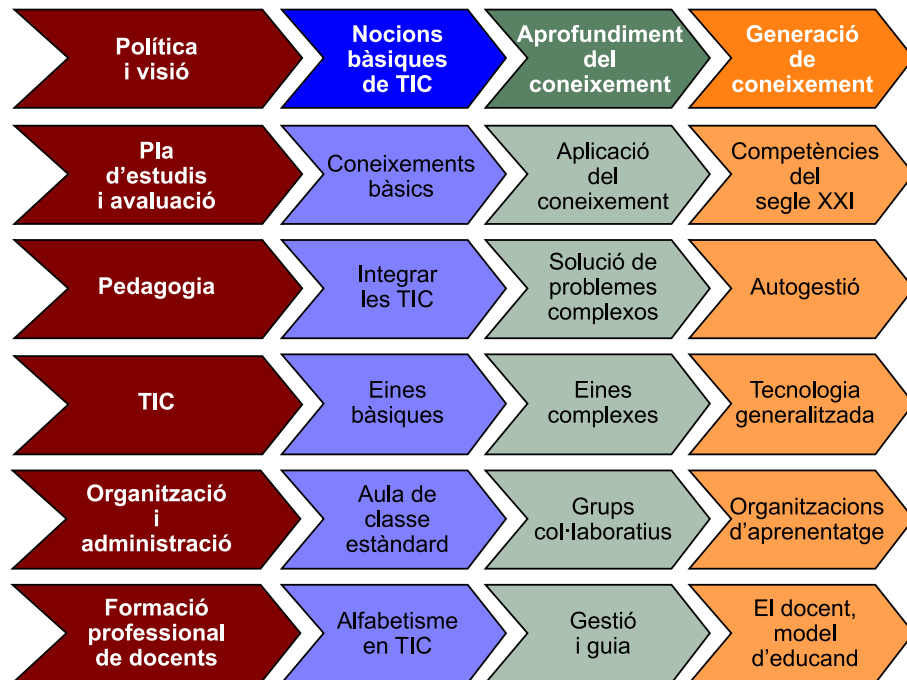 Política
i visió
Nocions
bàsiques
de TIC
Aprofundiment
del
coneixement
Generació
de
coneixement
Pla
d'estudis
i avaluació
Coneixements
bàsics
Aplicació
del
coneixement
Competències
del
segle XXI
Pedagogia
Integrar
les TIC
Solució de
problemes
complexos
Autogestió
TIC
Eines
bàsiques
Eines
complexes
Tecnologia
generalitzada
Organització
i
administració
Aula de
classe
estàndard
Grups
col·laboratius
Organitzacions
d'aprenentatge
Formació
professional
de docents
Alfabetisme
en TIC
Gestió
i guia
El docent,
model
d'educand